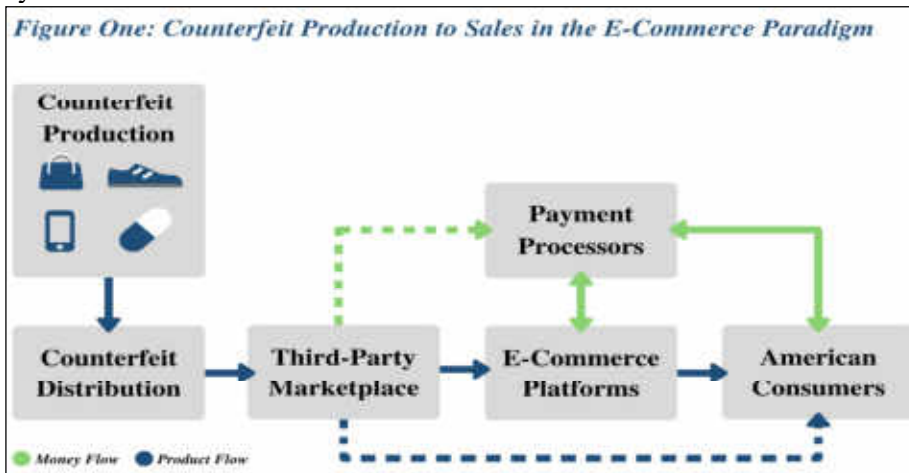 Figure One: Counterfeit Production to Sales in the E-Commerce Paradigm
Counterfeit
Production
Payment
Processors
Counterfeit
Distribution
Third-Party
Marketplace
E-Commerce
Platforms
American
Consumers
Money Flow
Product Flow